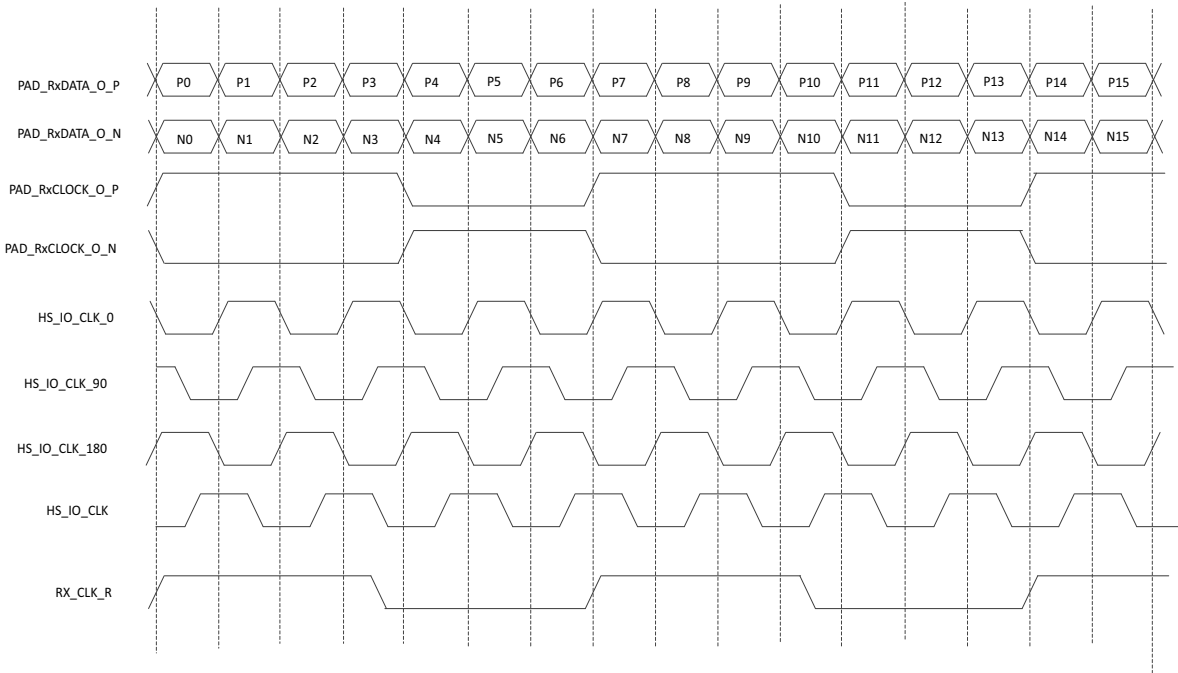 PAD_RxDATA_O_P P0 P1 P2 P3 P4 P5 P6 P7 P8 P9 P10 P11 P12 P13 P14 P15
PAD_RxDATA_O_N N0 N1 N2 N3 N4 N5 N6 N7 N8 N9 N10 N11 N12 N13 N14 N15
PAD_RxCLOCK_O_P
PAD_RxCLOCK_O_N
HS_IO_CLK_0
HS_IO_CLK_90
HS_IO_CLK_180
HS_IO_CLK
RX_CLK_R